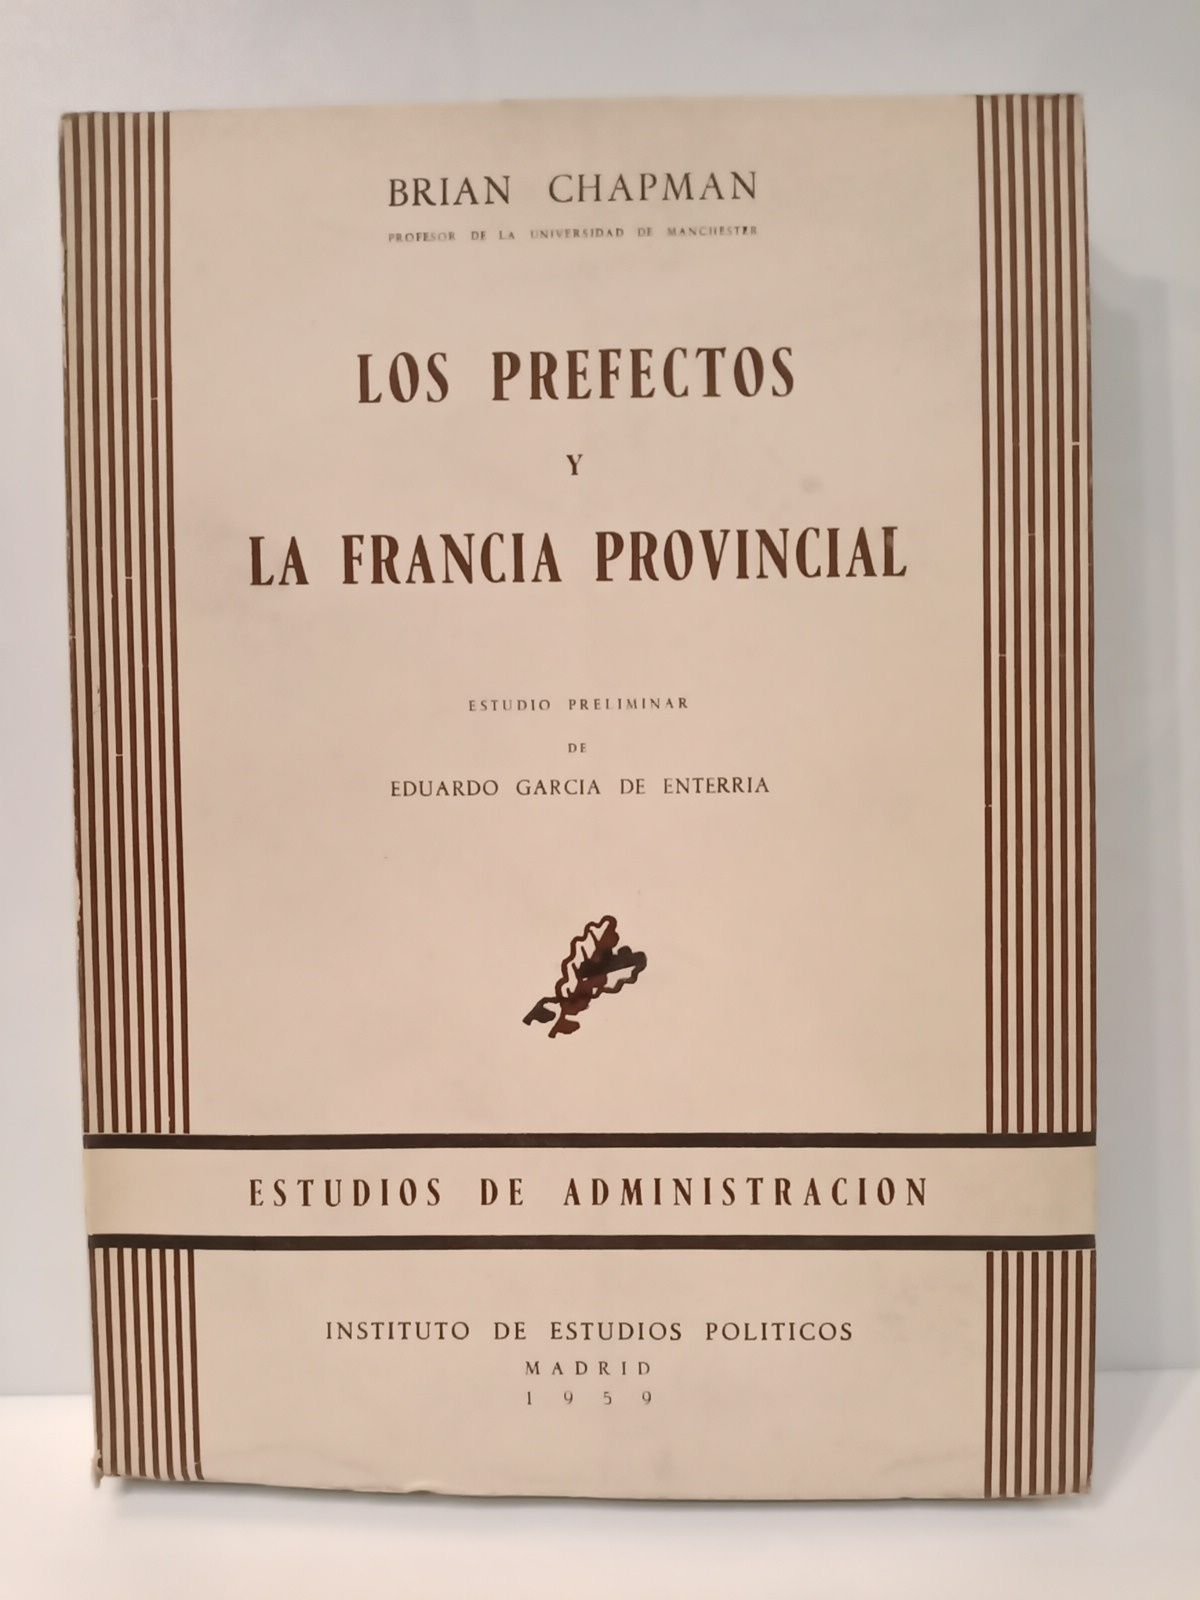 BRIAN CHAPMAN
PROFESOR DE LA UNIVERSIDAD DE MANCHESTER
LOS PREFECTOS
Y
LA FRANCIA PROVINCIAL
ESTUDIO PRELIMINAR
DE
EDUARDO GARCIA DE ENTERRIA
ESTUDIOS DE ADMINISTRACION
INSTITUTO DE ESTUDIOS POLITICOS
MADRID
1959